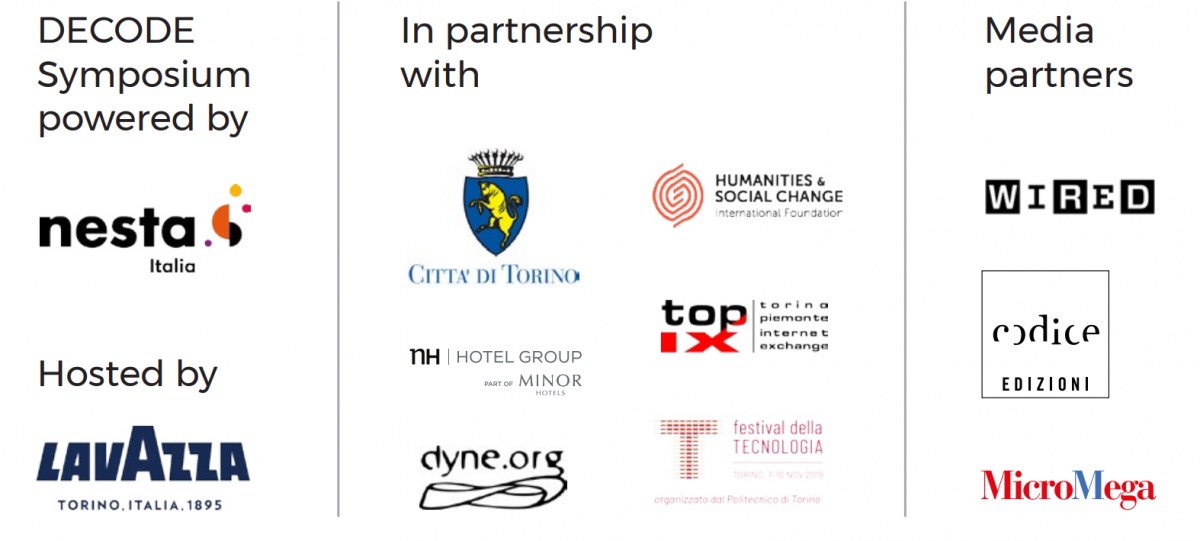 DECODE
Symposium
powered by
nesta
Italia
Hosted by
LAVAZZA
TORINO, ITALIA, 1895
In partnership
with
CITTA' DI TORINO
nH | HOTEL GROUP
PART OF MINOR
HOTELS
dyne.org
HUMANITIES &
SOCIAL CHANGE
International Foundation
top
ix
torino
piemonte
internet
exchange
festival della
TECNOLOGIA
TORINO, 7-10 NOV 2019
organizzato dal Politecnico di Torino
Media
partners
WIRED
codice
EDIZIONI
MicroMega